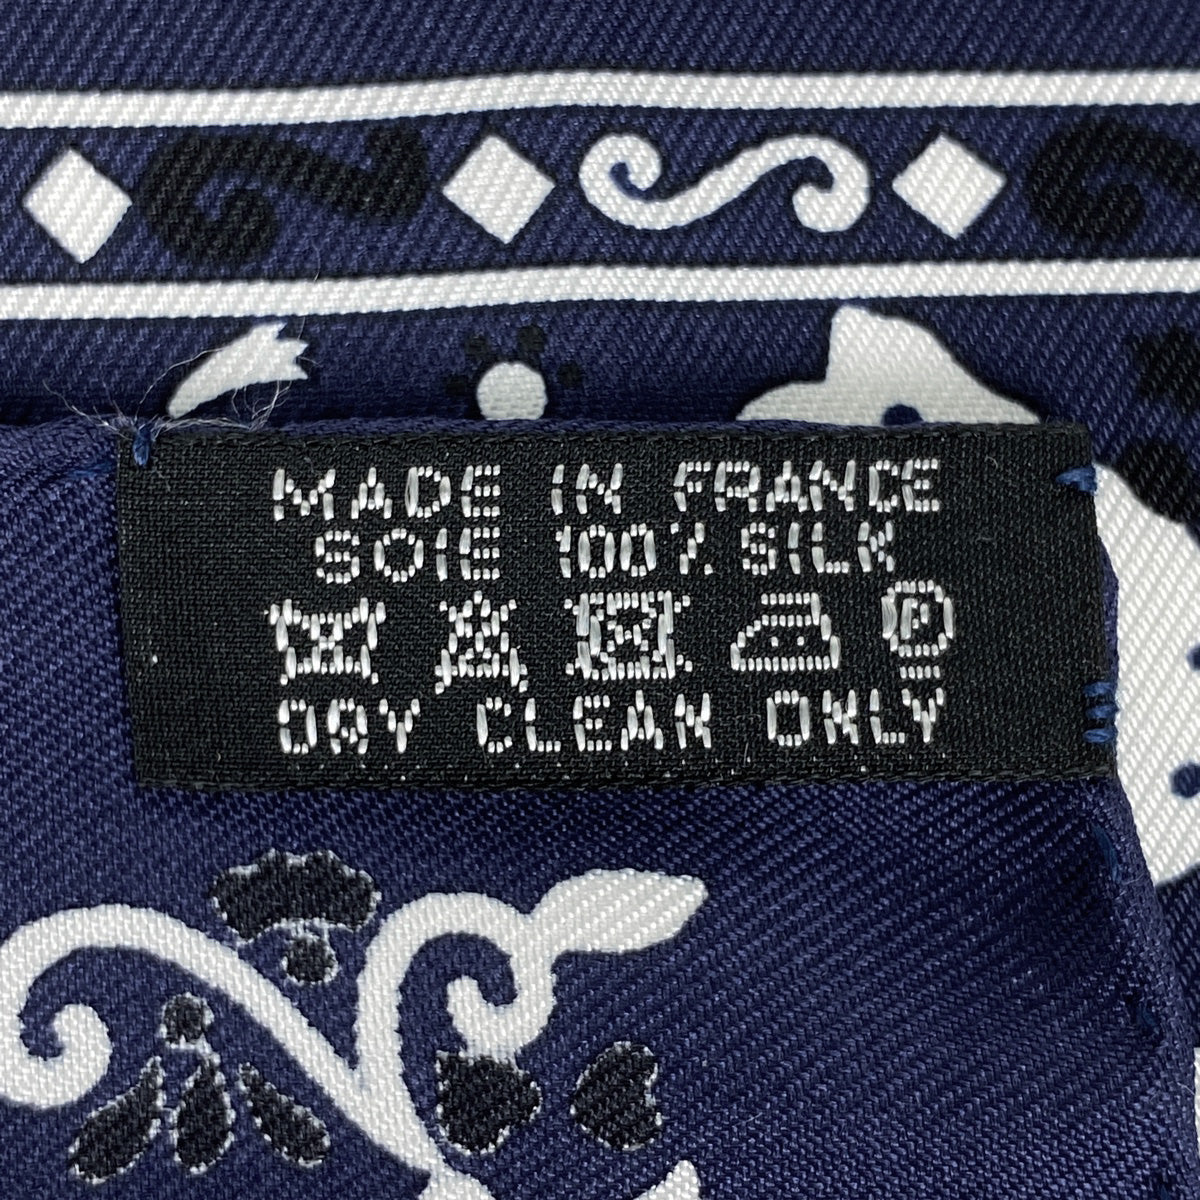 MADE IN FRANCE
SOIE 100% SILK
P
DRY CLEAN ONLY